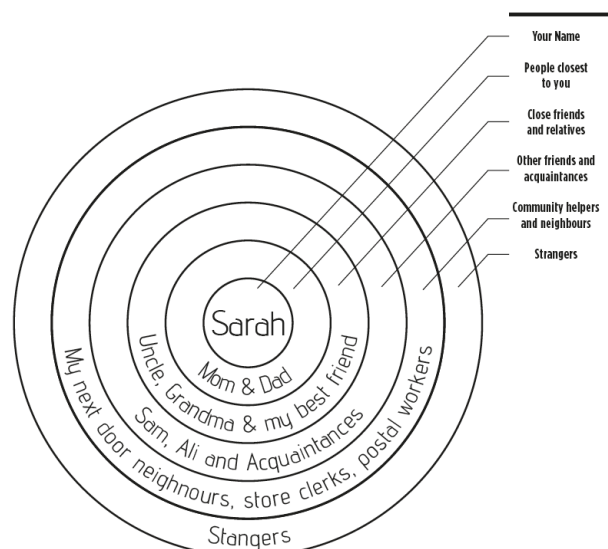 Your Name
People closest
to you
Close friends
and relatives
Other friends and
acquaintances
Community helpers
and neighbours
Strangers
Sarah
Mom & Dad
Uncle, Grandma & my best friend
Sam, Ali and Acquaintances
My next door neighnours, store clerks, postal workers
Stangers